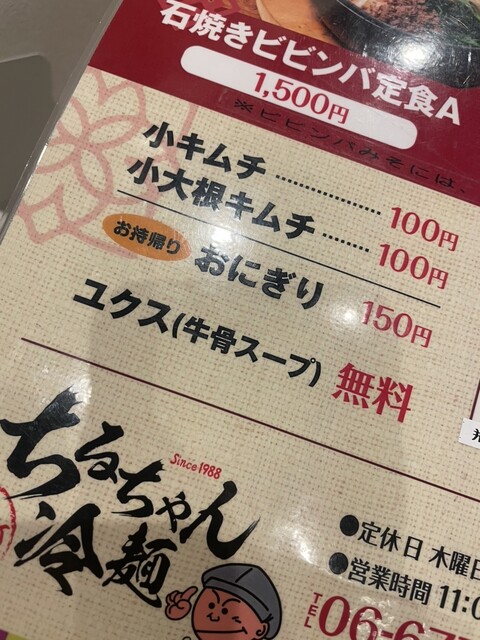 石焼きビビンバ定食A
1,500円
※ビビンバみそには、
小キムチ 100円
小大根キムチ 100円
お持帰り おにぎり 150円
ユクス(牛骨スープ) 無料
Since 1988
ちるちゃん
冷麺
●定休日 木曜日
●営業時間 11:0
TEL 06-6